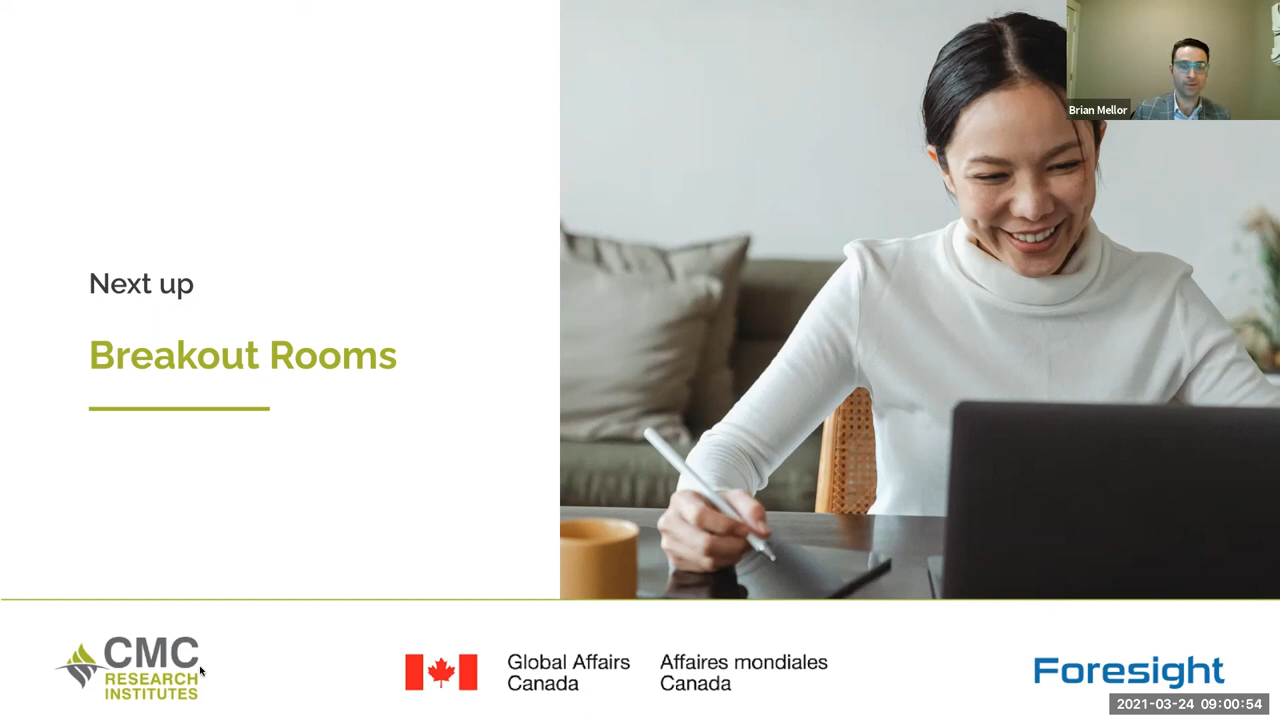 Brian Mellor
Next up
Breakout Rooms
CMC
RESEARCH
INSTITUTES
Global Affairs
Canada
Affaires mondiales
Canada
Foresight
2021-03-24 09:00:54